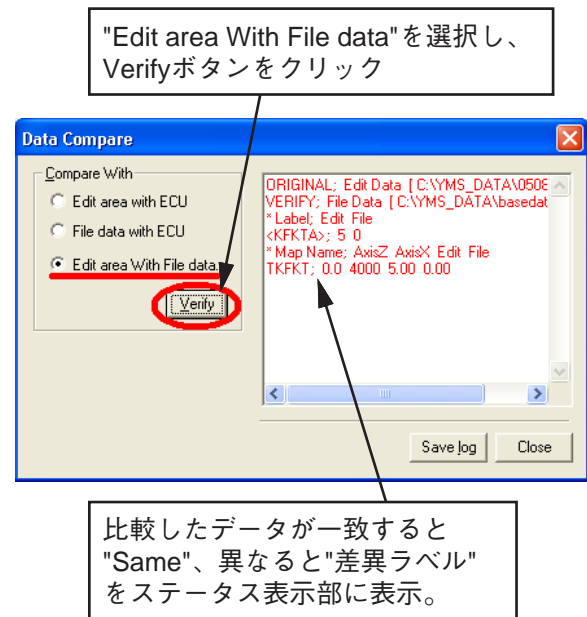 "Edit area With File data"を選択し、
Verifyボタンをクリック
Data Compare
Compare With
Edit area with ECU
File data with ECU
Edit area With File data
Verify
ORIGINAL; Edit Data [ C:\YMS_DATA\0508
VERIFY; File Data [ C:\YMS_DATA\basedat
* Label; Edit File
<KFKTA>; 5 0
* Map Name; AxisZ AxisX Edit File
TKFKT; 0.0 4000 5.00 0.00
Save log
Close
比較したデータが一致すると
"Same"、異なると"差異ラベル"
をステータス表示部に表示。